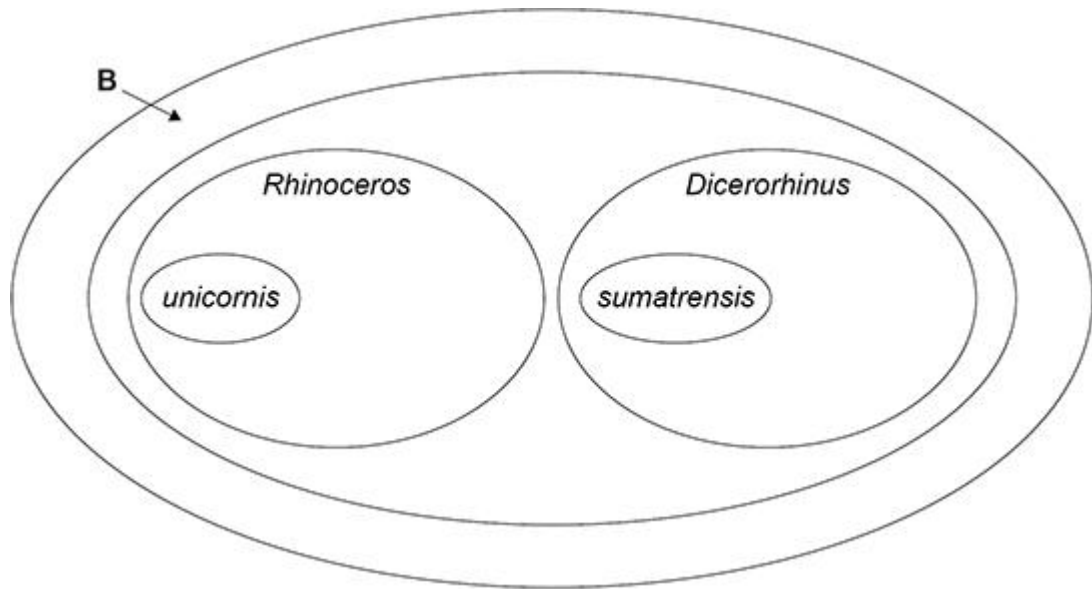 B
Rhinoceros
Dicerorhinus
unicornis
sumatrensis